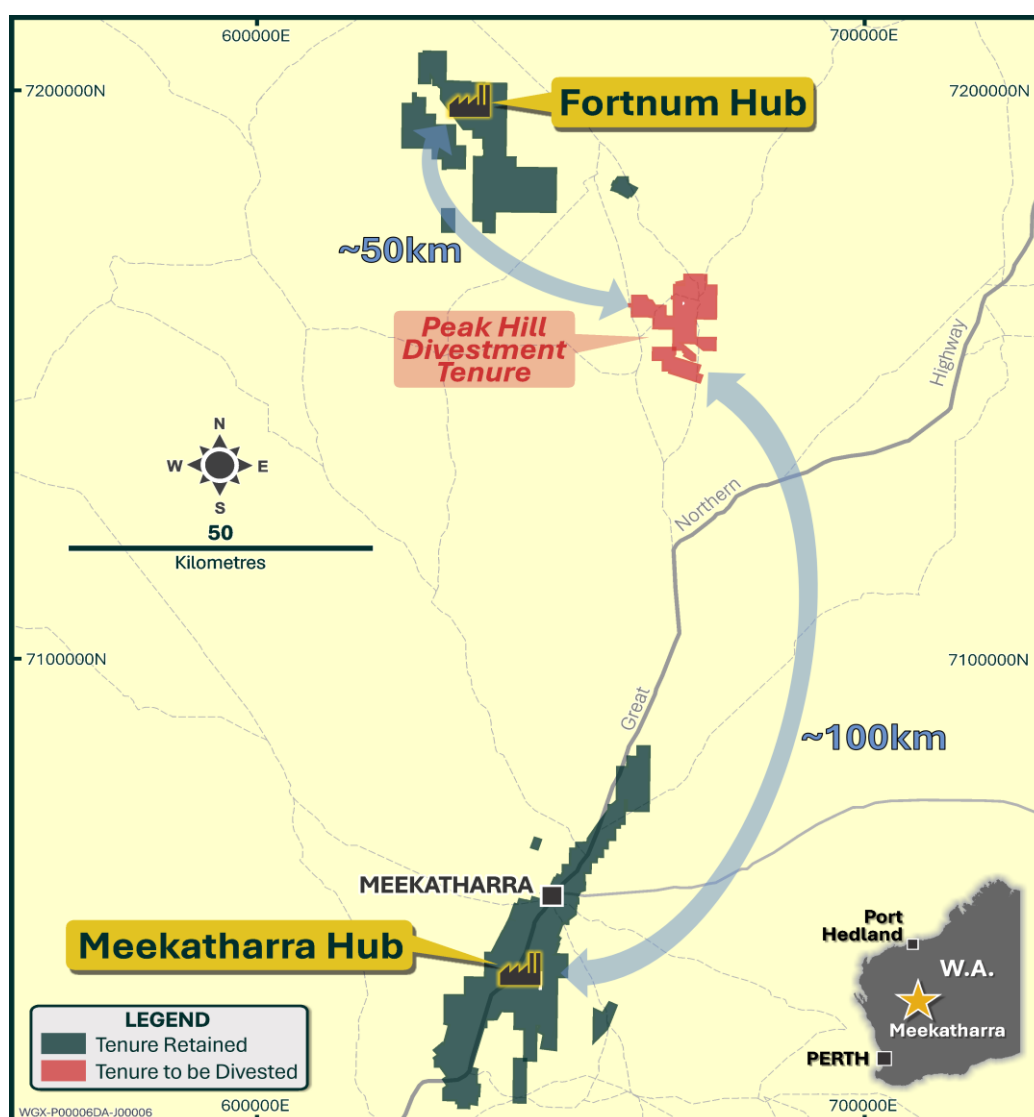 600000E
700000E
7200000N
7200000N
Fortnum Hub
~50km
Peak Hill
Divestment
Tenure
Highway
Northern
N
W E
S
50
Kilometres
7100000N
7100000N
Great
~100km
MEEKATHARRA
Meekatharra Hub
Port
Hedland
W.A.
Meekatharra
PERTH
LEGEND
Tenure Retained
Tenure to be Divested
WGX-P00006DA-J00006
600000E
700000E